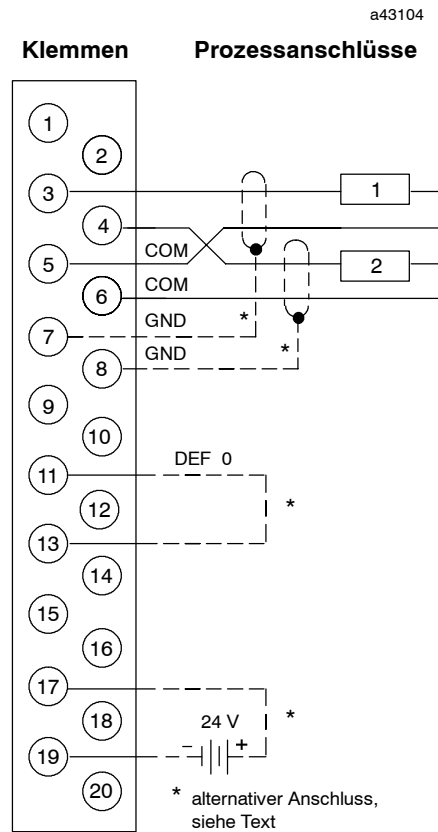 a43104
Klemmen Prozessanschlüsse
1
2
3
1
4
COM
5
2
COM
6
GND
*
7
GND
*
8
9
10
DEF 0
11
*
12
13
14
15
16
17
*
18
24 V
– +
19
20
* alternativer Anschluss,
siehe Text